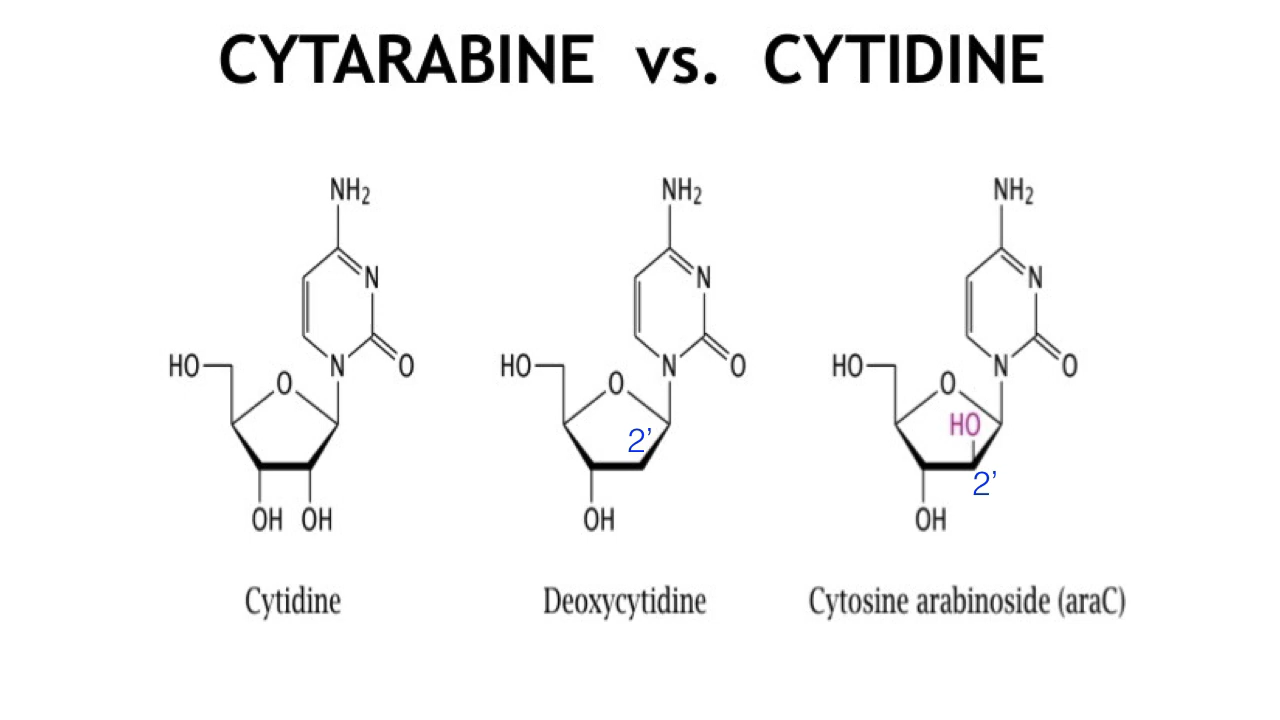 CYTARABINE vs. CYTIDINE
NH2 NH2 NH2
N N N
HO N O HO N O HO N O
O O O
HO
2’
2’
OH OH OH OH
Cytidine Deoxycytidine Cytosine arabinoside (araC)